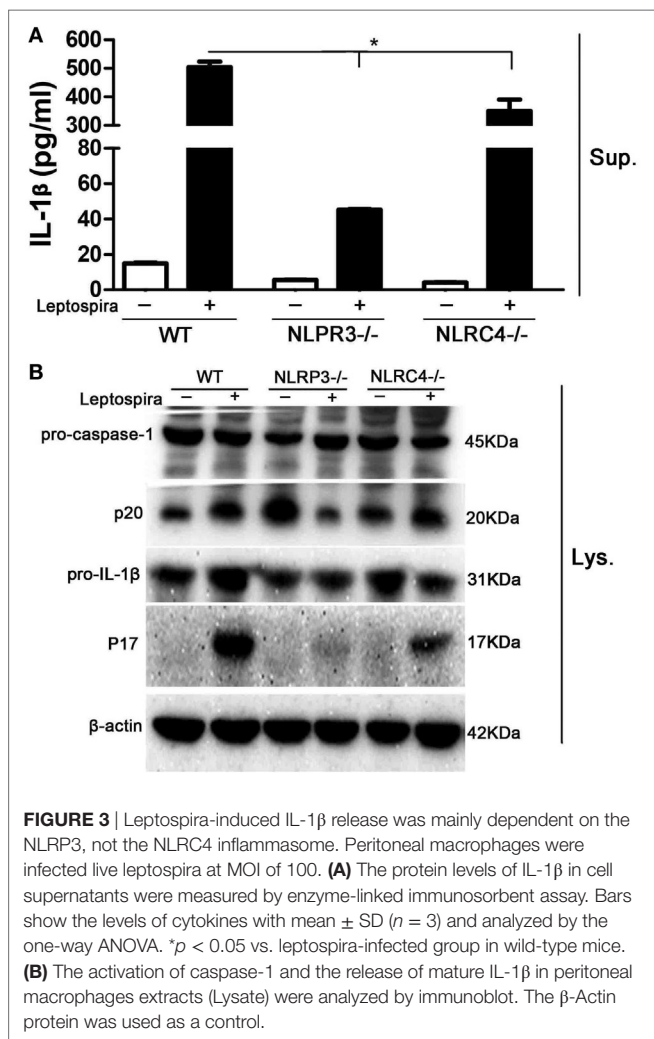 A
*
600
500
400
300
80
60
40
20
0
IL-1β (pg/ml)
Sup.
Leptospira − + − + − +
WT NLPR3-/- NLRC4-/-
B
WT NLRP3-/- NLRC4-/-
Leptospira − + − + − +
pro-caspase-1 45KDa
p20 20KDa
pro-IL-1β 31KDa
P17 17KDa
β-actin 42KDa
Lys.
FIGURE 3 | Leptospira-induced IL-1β release was mainly dependent on the
NLRP3, not the NLRC4 inflammasome. Peritoneal macrophages were
infected live leptospira at MOI of 100. (A) The protein levels of IL-1β in cell
supernatants were measured by enzyme-linked immunosorbent assay. Bars
show the levels of cytokines with mean ± SD (n = 3) and analyzed by the
one-way ANOVA. *p < 0.05 vs. leptospira-infected group in wild-type mice.
(B) The activation of caspase-1 and the release of mature IL-1β in peritoneal
macrophages extracts (Lysate) were analyzed by immunoblot. The β-Actin
protein was used as a control.